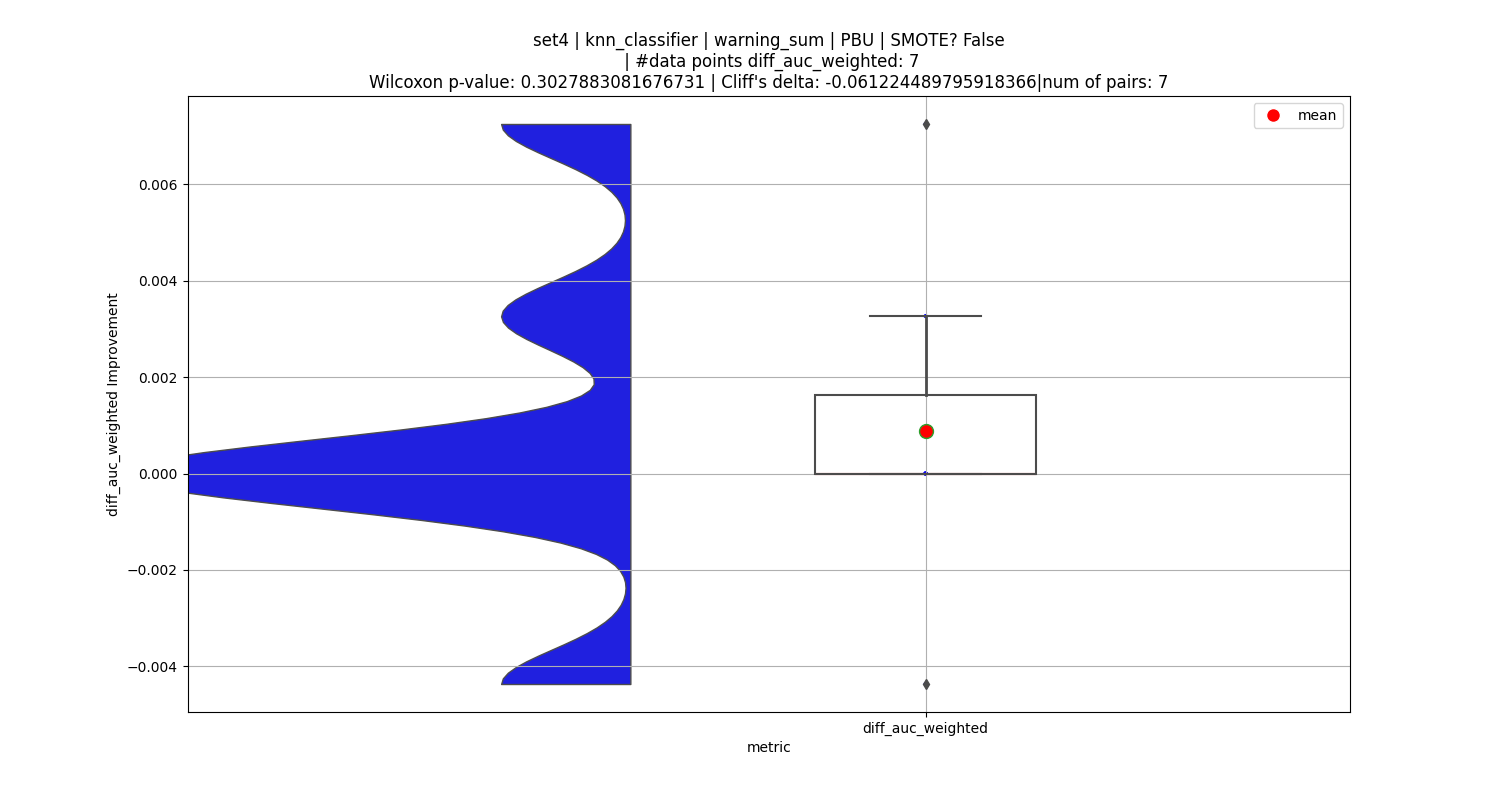 set4 | knn_classifier | warning_sum | PBU | SMOTE? False
| #data points diff_auc_weighted: 7
Wilcoxon p-value: 0.3027883081676731 | Cliff's delta: -0.061224489795918366|num of pairs: 7
mean
0.006
0.004
0.002
0.000
−0.002
−0.004
diff_auc_weighted Improvement
diff_auc_weighted
metric